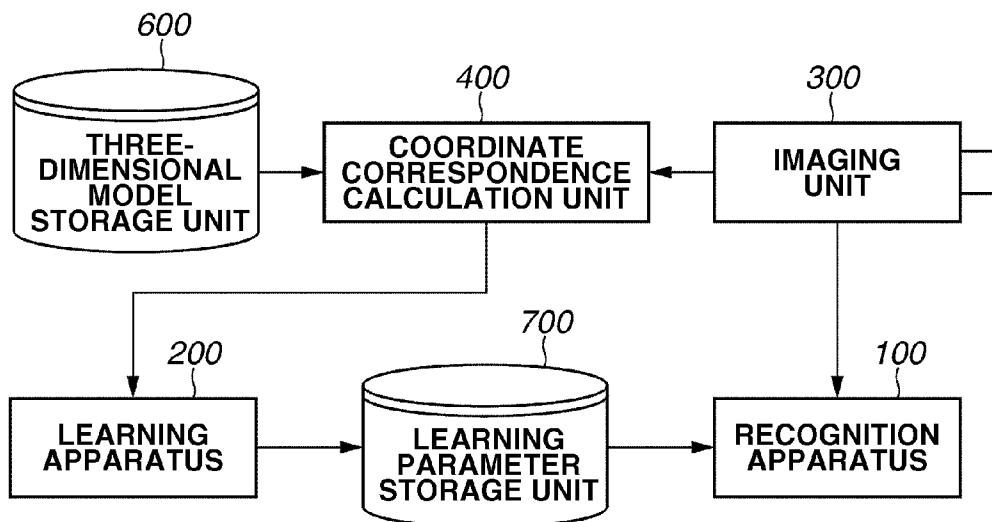 600
THREE-
DIMENSIONAL
MODEL
STORAGE UNIT
400
COORDINATE
CORRESPONDENCE
CALCULATION UNIT
300
IMAGING
UNIT
200
LEARNING
APPARATUS
700
LEARNING
PARAMETER
STORAGE UNIT
100
RECOGNITION
APPARATUS